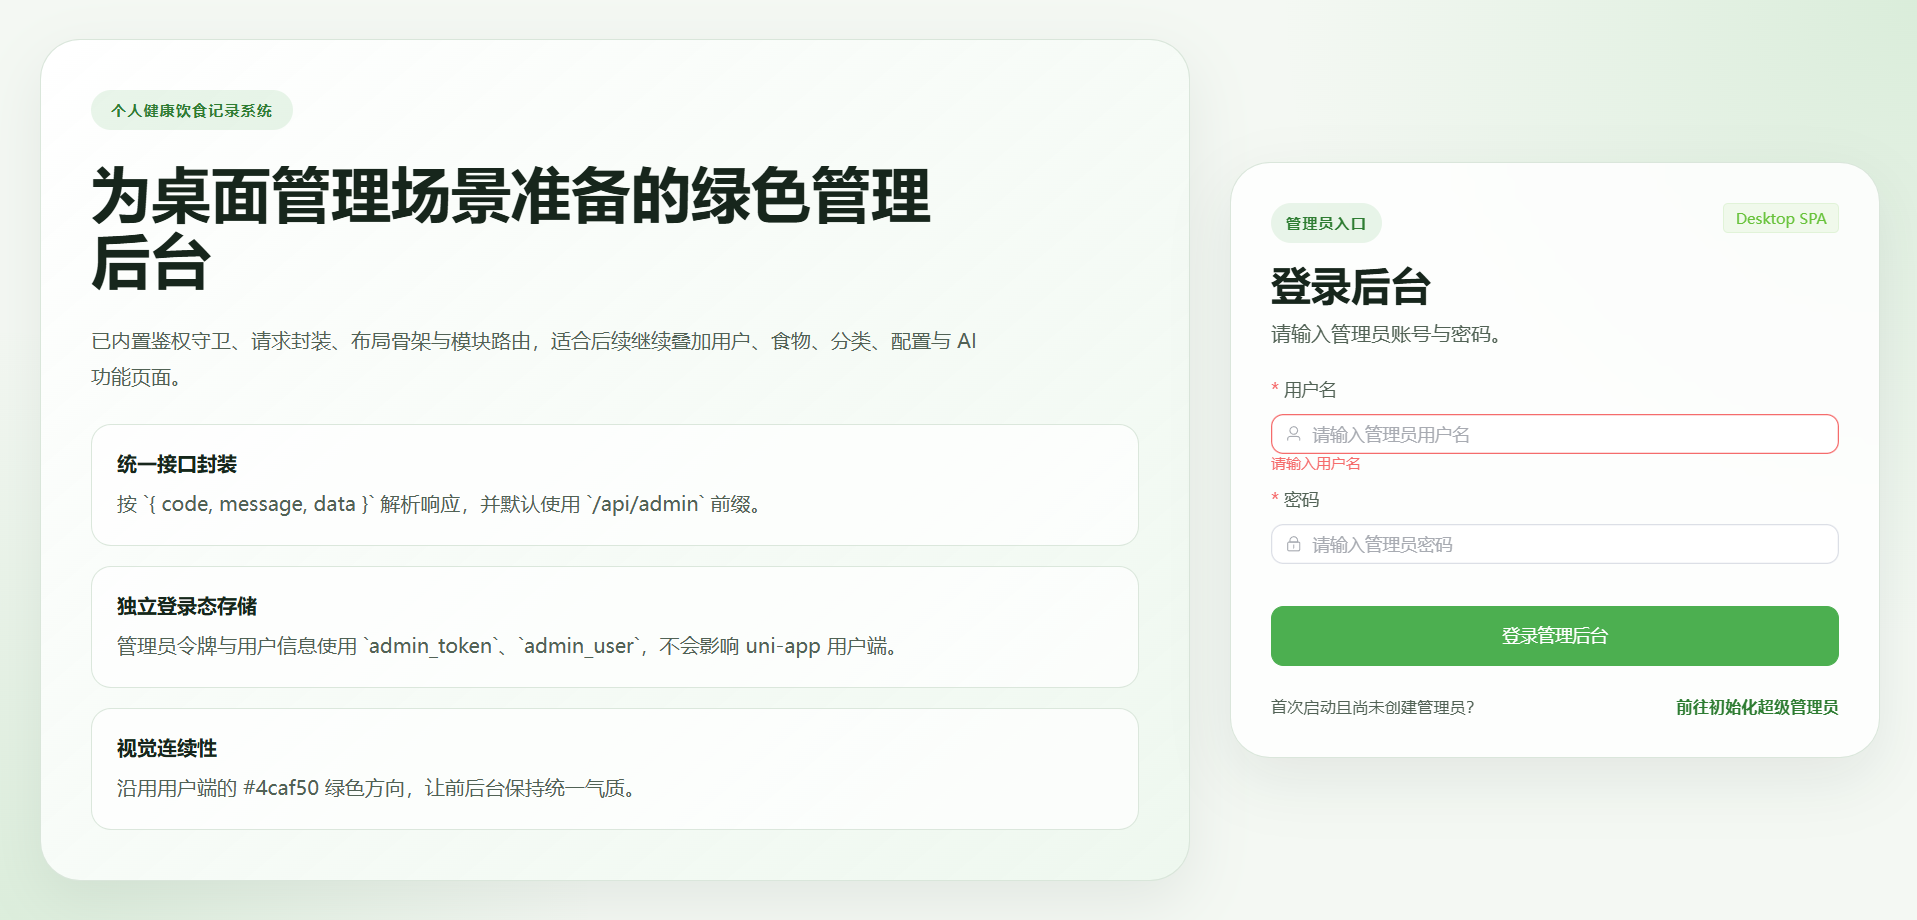 个人健康饮食记录系统
为桌面管理场景准备的绿色管理
后台
已内置鉴权守卫、请求封装、布局骨架与模块路由，适合后续继续叠加用户、食物、分类、配置与 AI
功能页面。
统一接口封装
按 `{ code, message, data }` 解析响应，并默认使用 `/api/admin` 前缀。
独立登录态存储
管理员令牌与用户信息使用 `admin_token`、`admin_user`，不会影响 uni-app 用户端。
视觉连续性
沿用用户端的 #4caf50 绿色方向，让前后台保持统一气质。
管理员入口
Desktop SPA
登录后台
请输入管理员账号与密码。
* 用户名
请输入管理员用户名
请输入用户名
* 密码
请输入管理员密码
登录管理后台
首次启动且尚未创建管理员？
前往初始化超级管理员